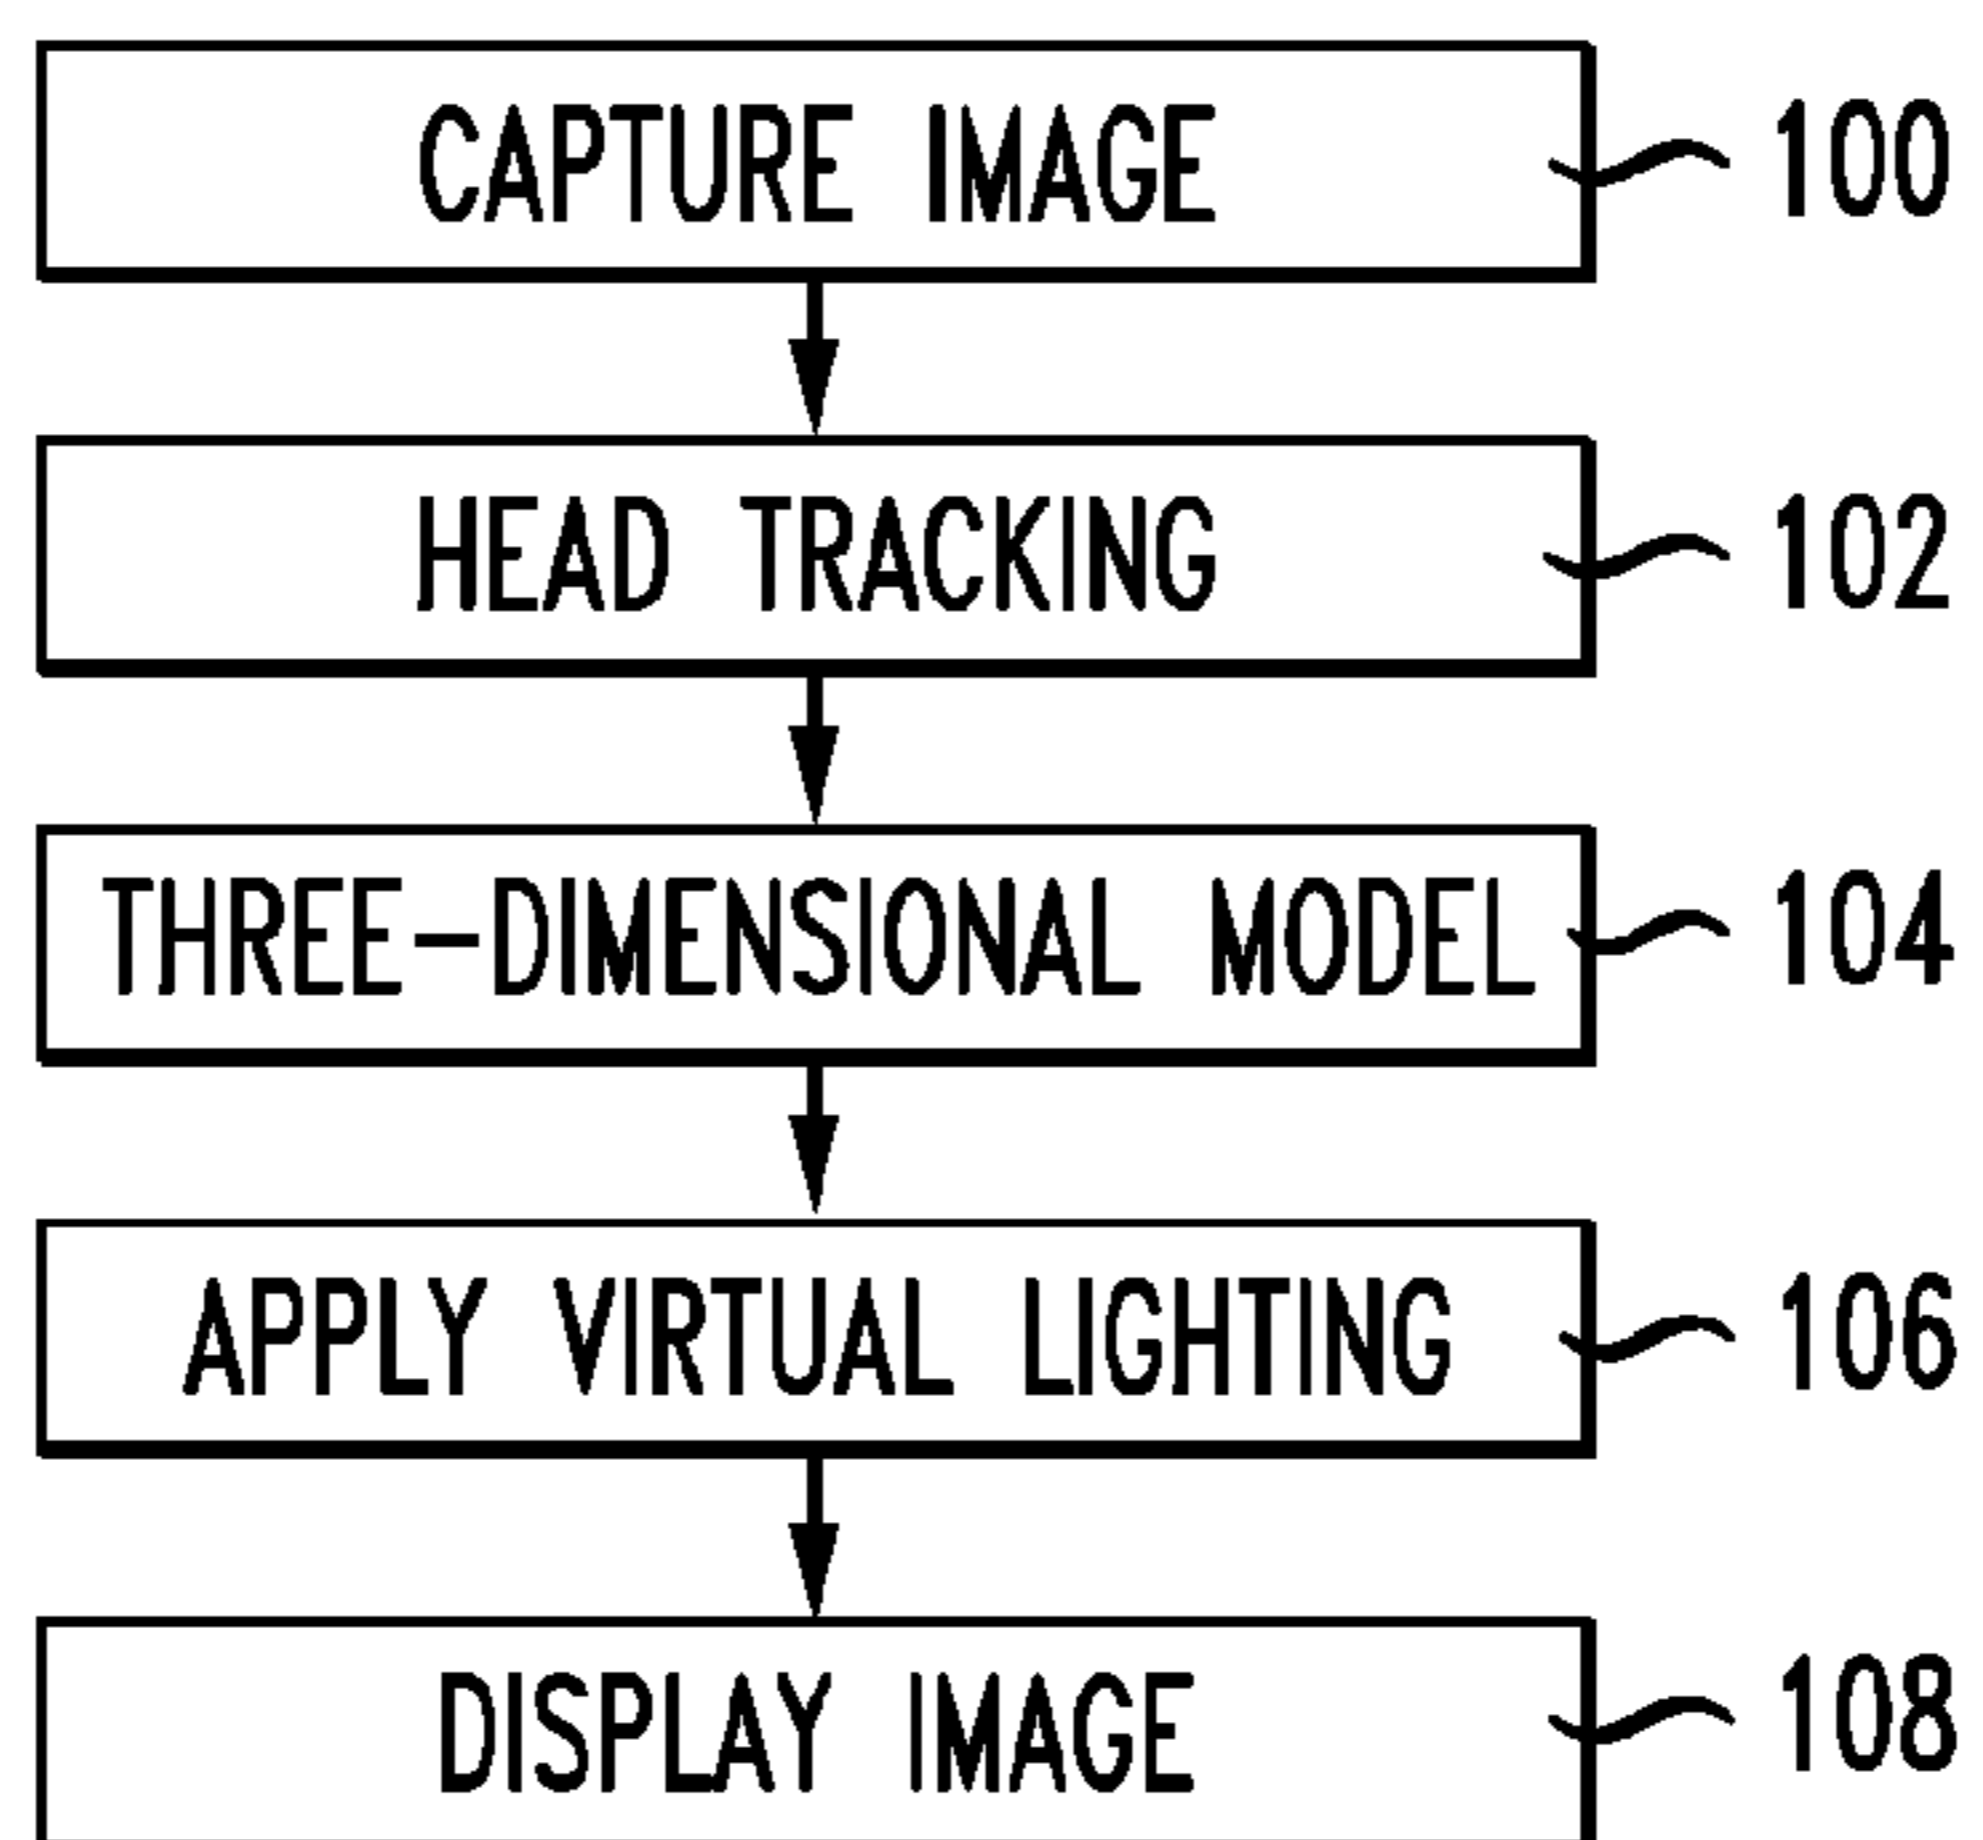 CAPTURE IMAGE 100
HEAD TRACKING 102
THREE-DIMENSIONAL MODEL 104
APPLY VIRTUAL LIGHTING 106
DISPLAY IMAGE 108